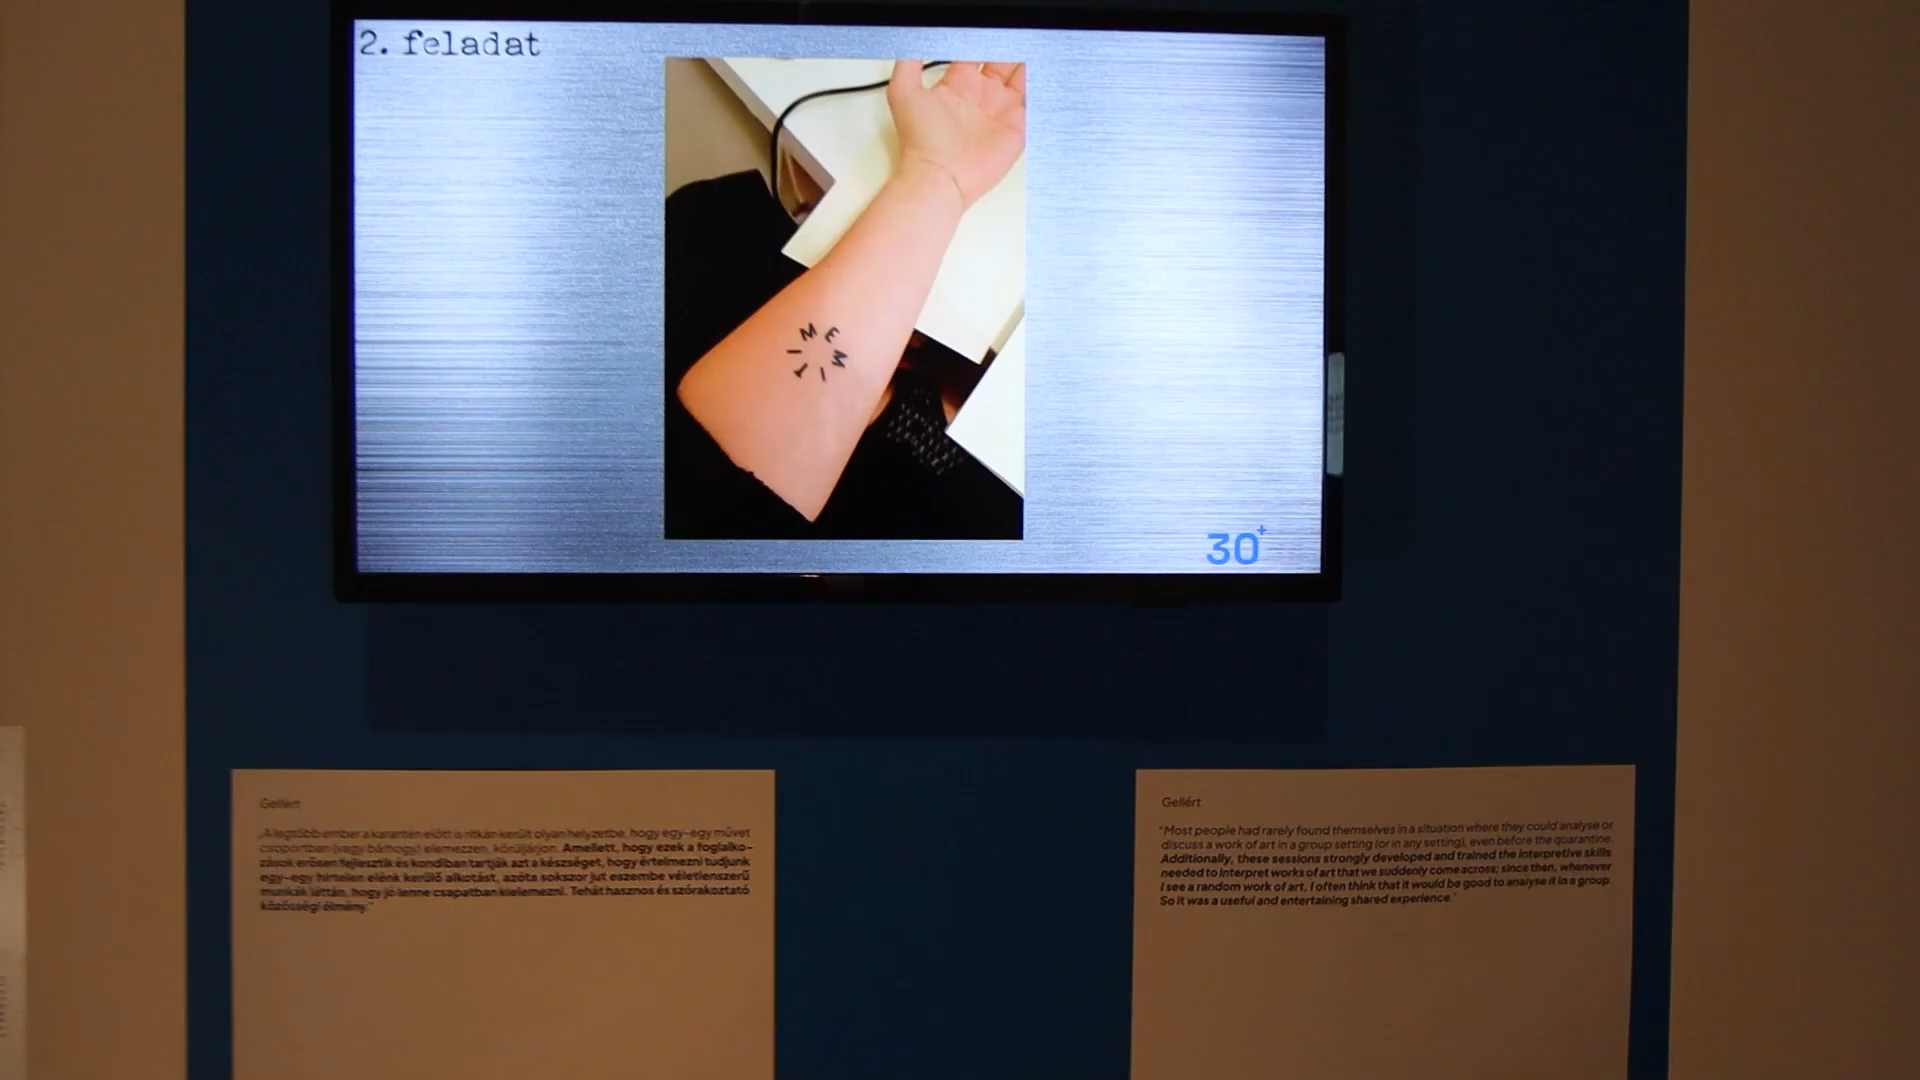 2. feladat
M E M I Y I
30+
Gellért
„A legtöbb ember a karantén előtt is ritkán került olyan helyzetbe, hogy egy-egy művet
csoportban (vagy bárhogy) elemezzen, körüljárjon. Amellett, hogy ezek a foglalko-
zások erősen fejlesztik és kondiban tartják azt a készséget, hogy értelmezni tudjunk
egy-egy hirtelen elénk kerülő alkotást, azóta sokszor jut eszembe véletlenszerű
munkák láttán, hogy jó lenne csapatban kielemezni. Tehát hasznos és szórakoztató
közösségi élmény."
Gellért
"Most people had rarely found themselves in a situation where they could analyse or
discuss a work of art in a group setting (or in any setting), even before the quarantine.
Additionally, these sessions strongly developed and trained the interpretive skills
needed to interpret works of art that we suddenly come across; since then, whenever
I see a random work of art, I often think that it would be good to analyse it in a group.
So it was a useful and entertaining shared experience."